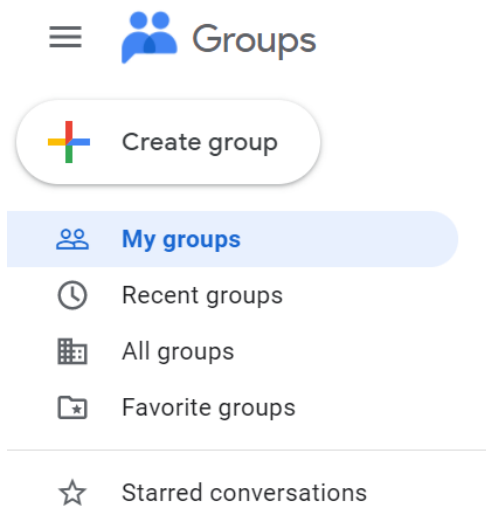 Groups
Create group
My groups
Recent groups
All groups
Favorite groups
Starred conversations